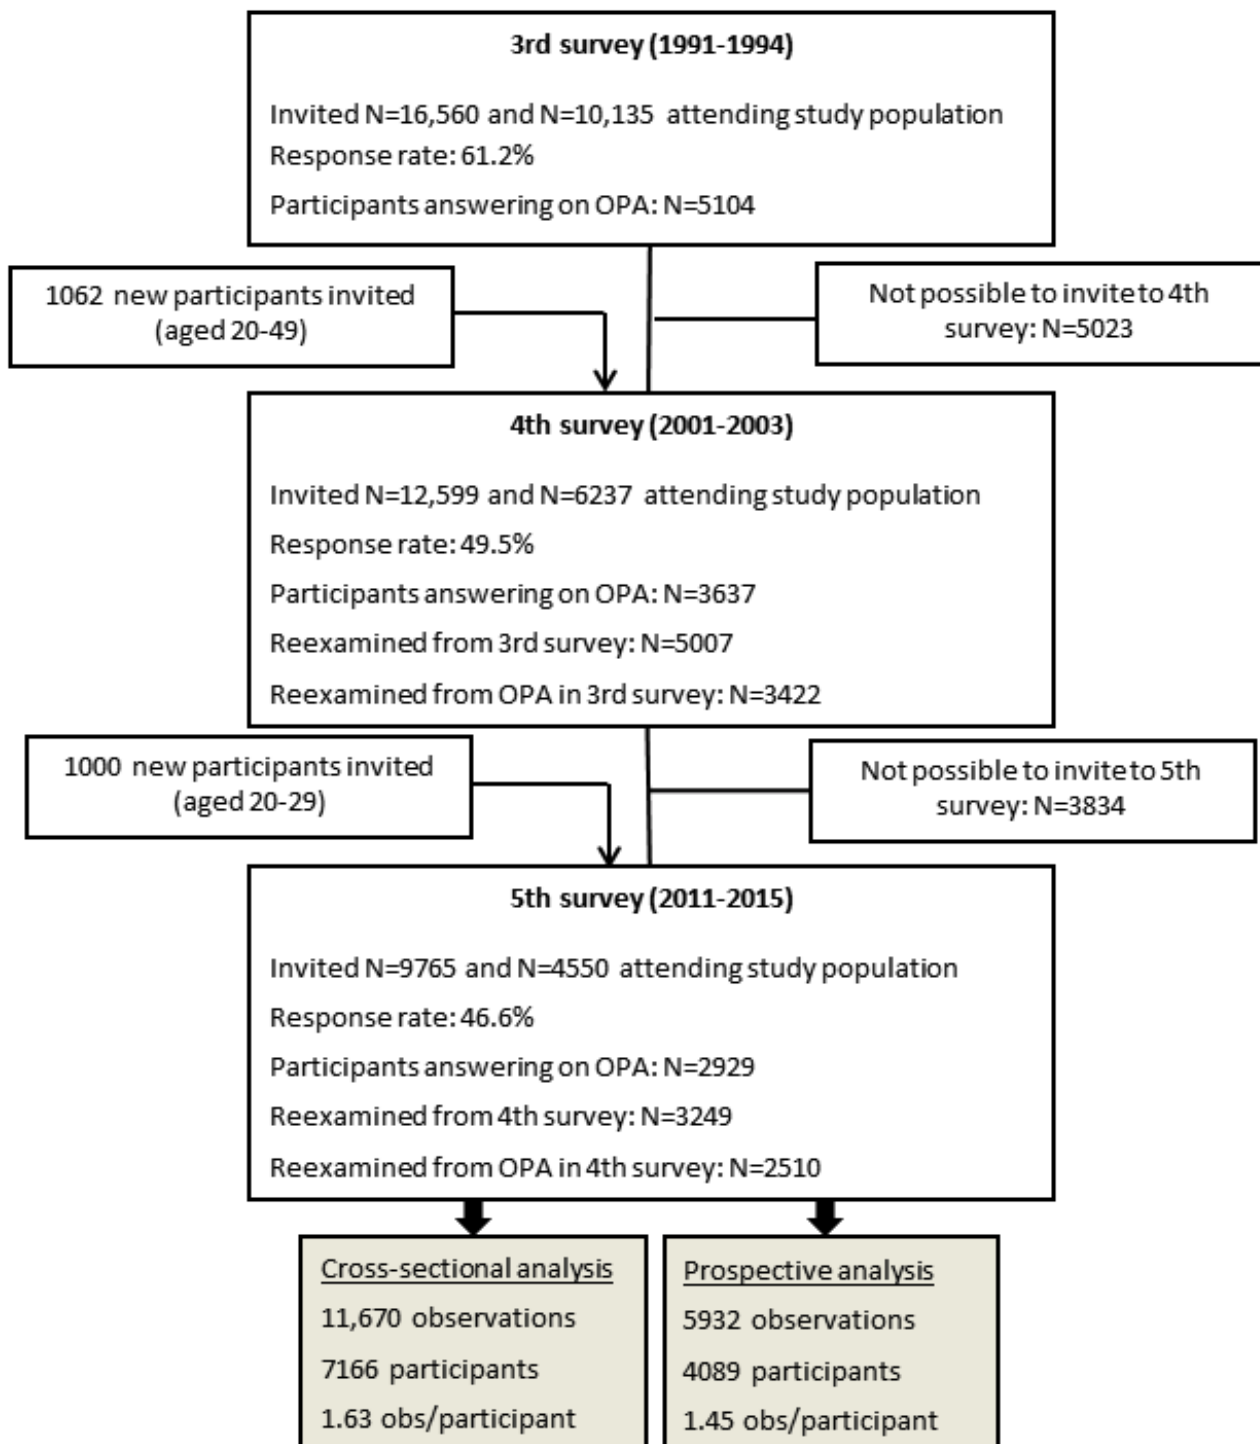 3rd survey (1991-1994)
Invited N=16,560 and N=10,135 attending study population
Response rate: 61.2%
Participants answering on OPA: N=5104
1062 new participants invited
(aged 20-49)
Not possible to invite to 4th
survey: N=5023
4th survey (2001-2003)
Invited N=12,599 and N=6237 attending study population
Response rate: 49.5%
Participants answering on OPA: N=3637
Reexamined from 3rd survey: N=5007
Reexamined from OPA in 3rd survey: N=3422
1000 new participants invited
(aged 20-29)
Not possible to invite to 5th
survey: N=3834
5th survey (2011-2015)
Invited N=9765 and N=4550 attending study population
Response rate: 46.6%
Participants answering on OPA: N=2929
Reexamined from 4th survey: N=3249
Reexamined from OPA in 4th survey: N=2510
Cross-sectional analysis
11,670 observations
7166 participants
1.63 obs/participant
Prospective analysis
5932 observations
4089 participants
1.45 obs/participant